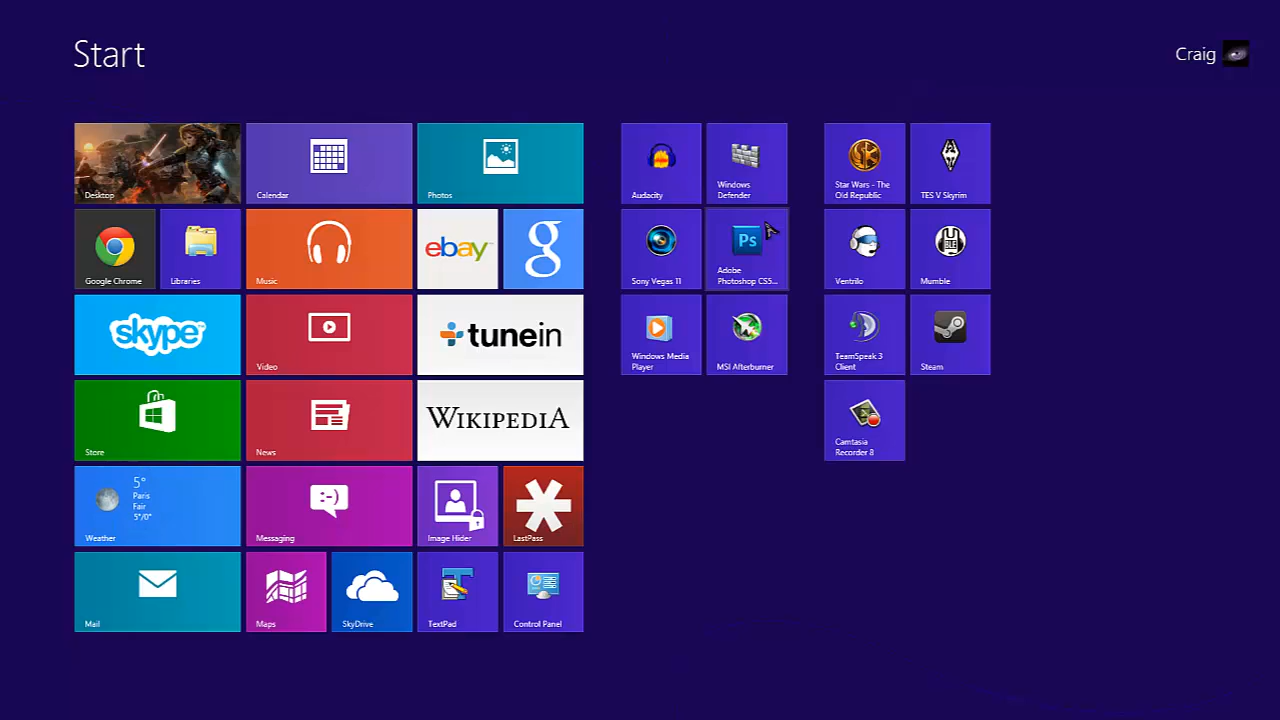 Start
Craig
Desktop
Calendar
Photos
Google Chrome
Libraries
Music
ebay
g
skype
Video
tunein
Store
News
WIKIPEDIA
5°
Paris
Fair
5°/0°
Weather
:-)
Messaging
Image Hider
LastPass
Mail
Maps
SkyDrive
TextPad
Control Panel
Audacity
Windows
Defender
Sony Vegas 11
Ps
Adobe
Photoshop CS5...
Windows Media
Player
MSI Afterburner
Star Wars - The
Old Republic
TES V Skyrim
Ventrilo
Mumble
TeamSpeak 3
Client
Steam
Camtasia
Recorder 8